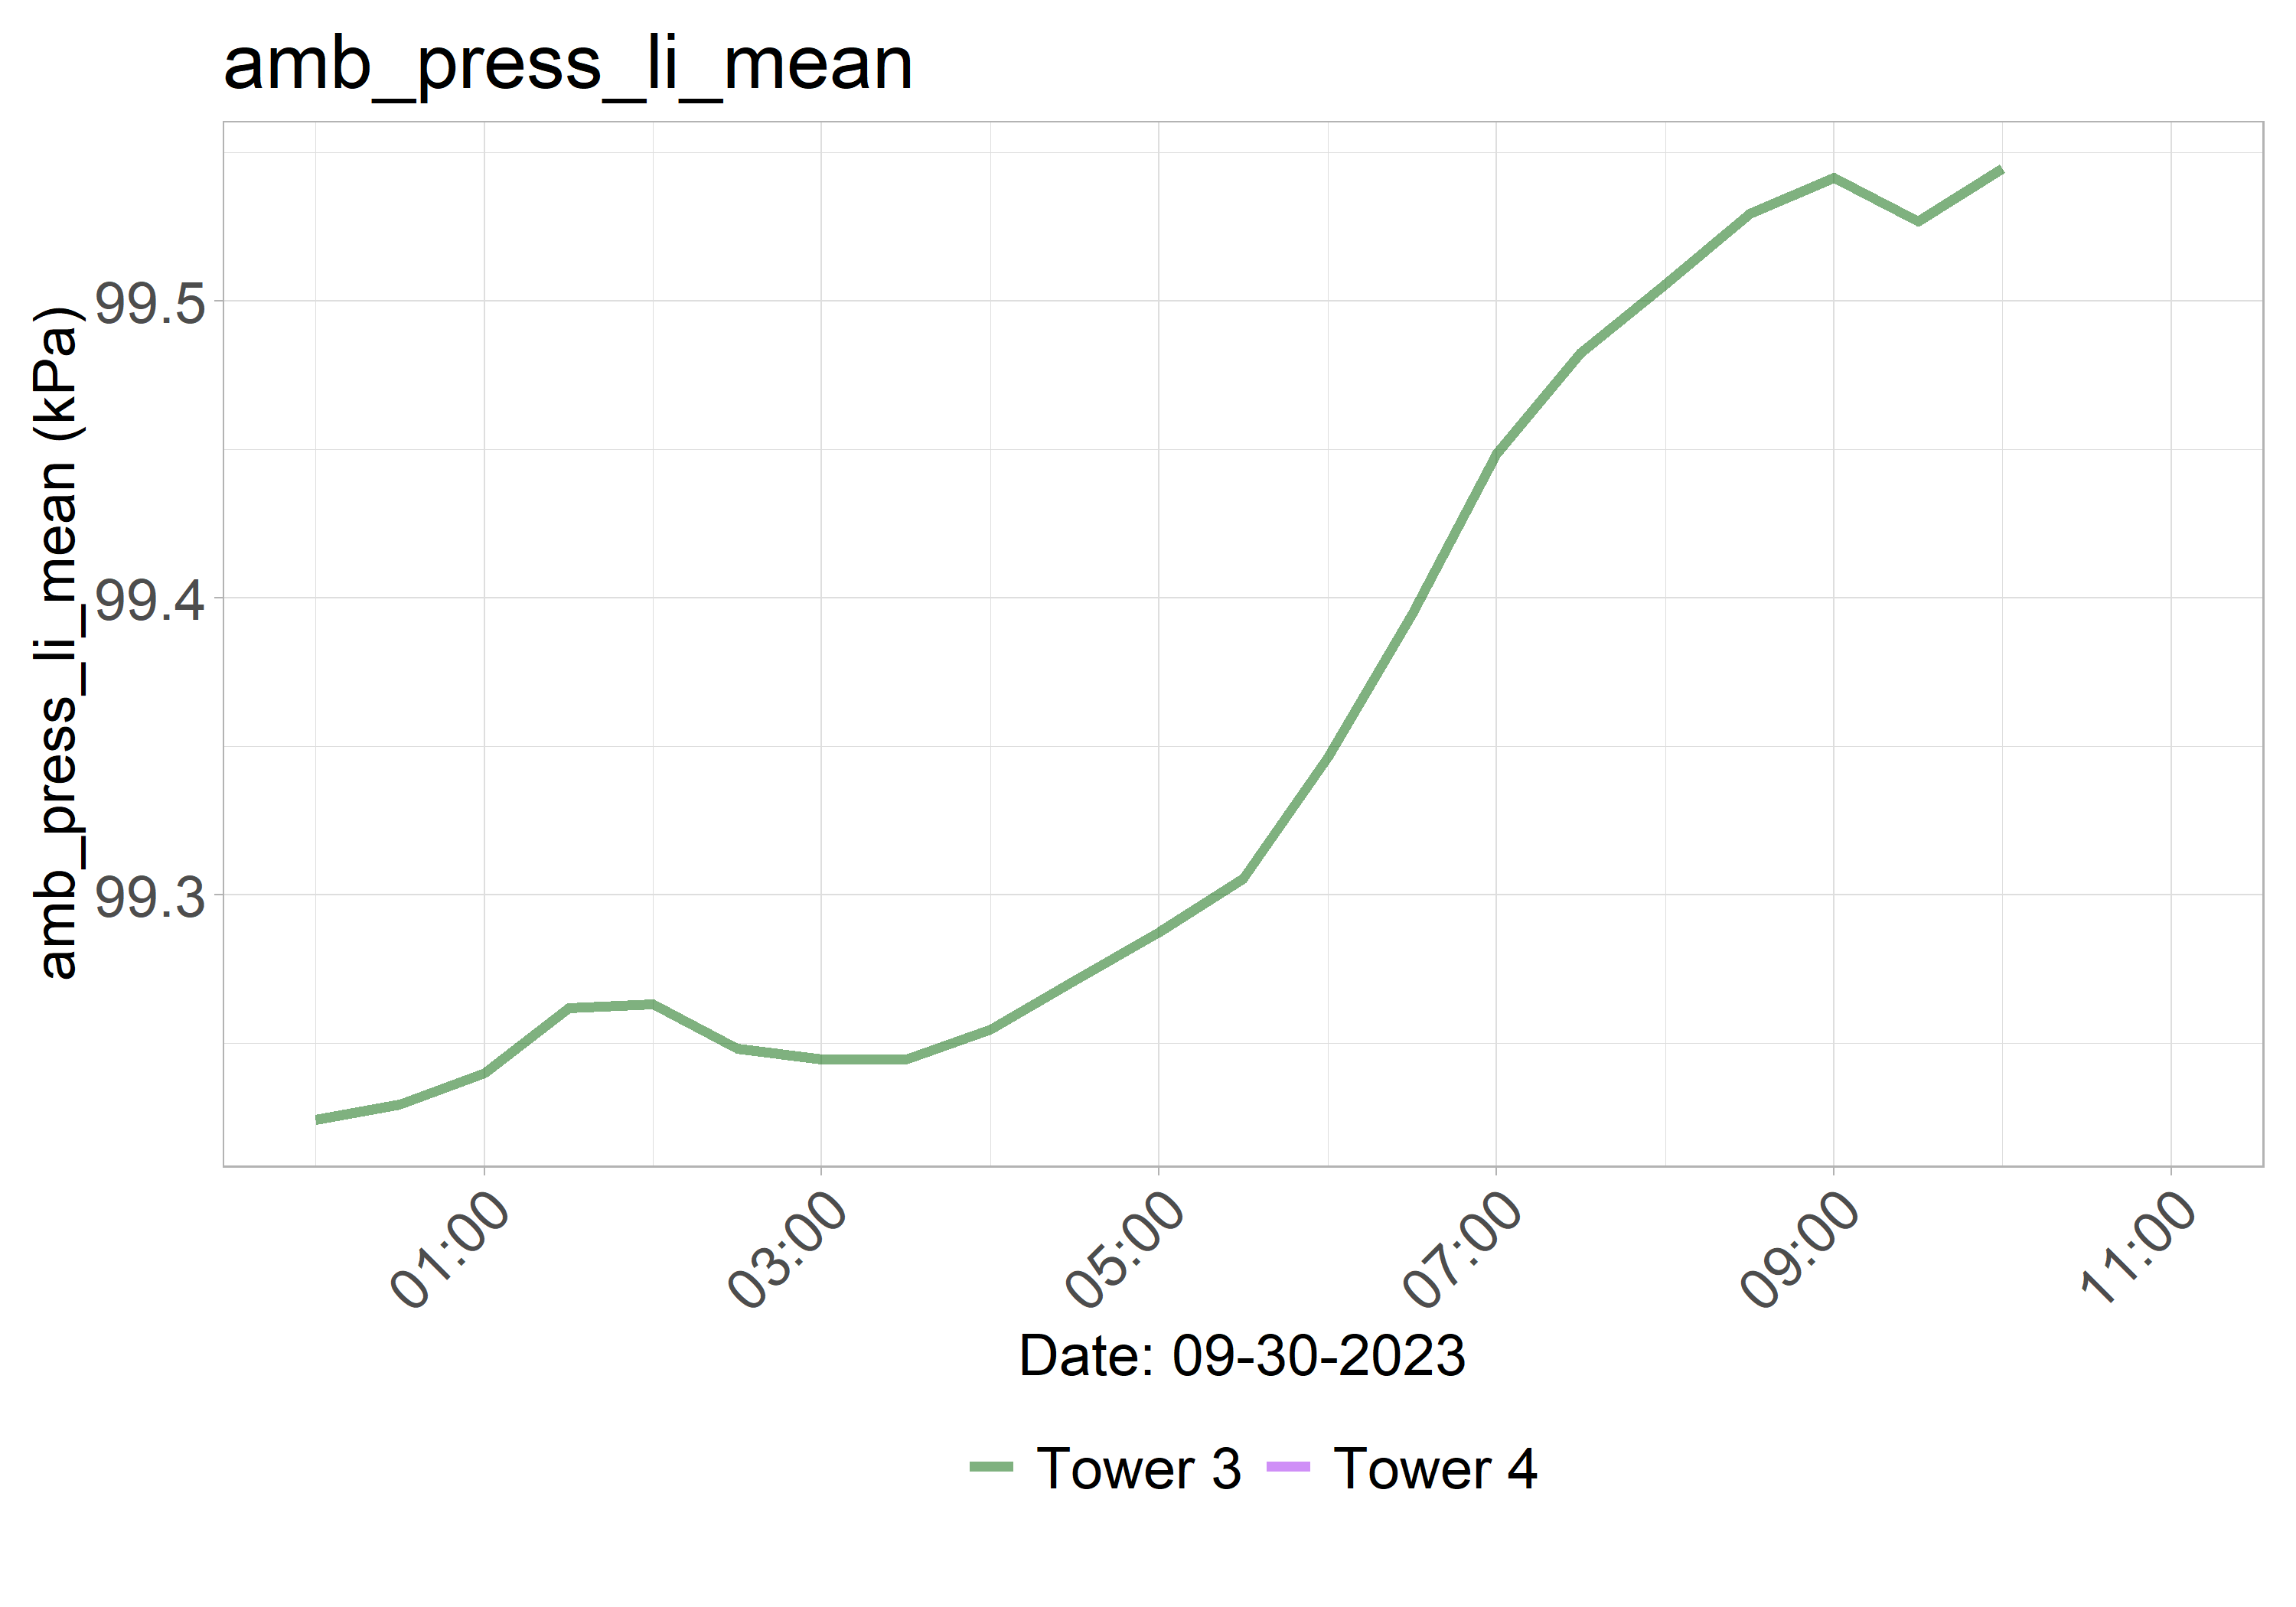 amb_press_li_mean
amb_press_li_mean (kPa)
99.5
99.4
99.3
01:00 03:00 05:00 07:00 09:00 11:00
Date: 09-30-2023
Tower 3 Tower 4